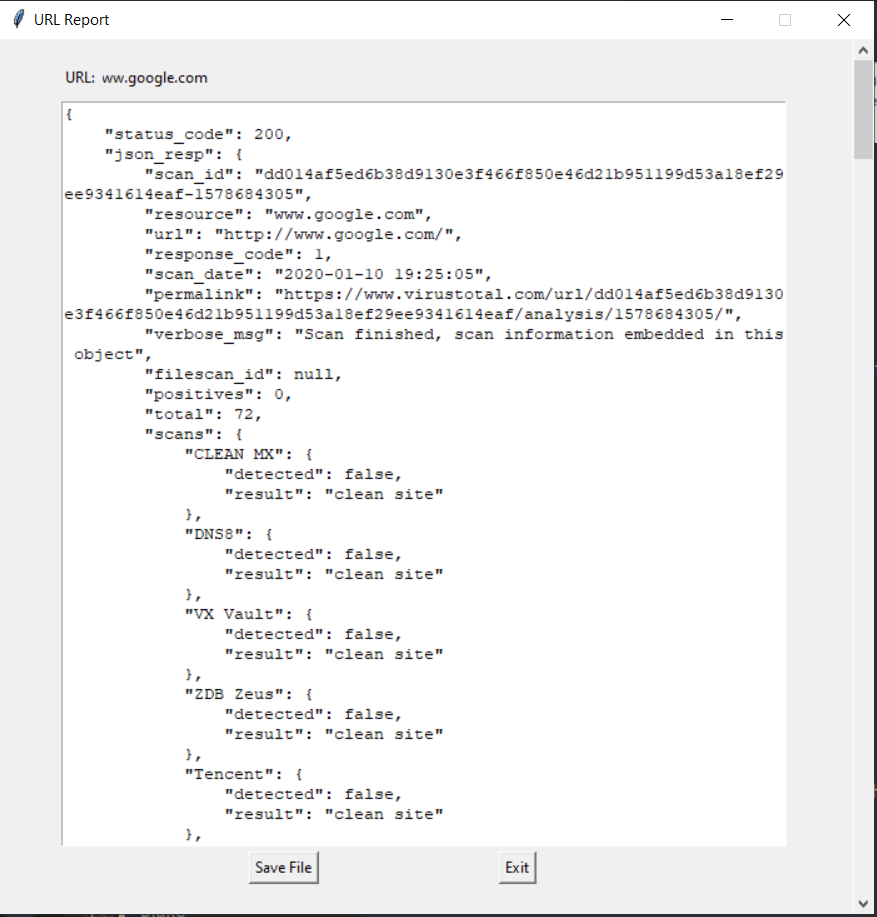 URL Report
URL: ww.google.com
{
    "status_code": 200,
    "json_resp": {
        "scan_id": "dd014af5ed6b38d9130e3f466f850e46d21b951199d53a18ef29
ee9341614eaf-1578684305",
        "resource": "www.google.com",
        "url": "http://www.google.com/",
        "response_code": 1,
        "scan_date": "2020-01-10 19:25:05",
        "permalink": "https://www.virustotal.com/url/dd014af5ed6b38d9130
e3f466f850e46d21b951199d53a18ef29ee9341614eaf/analysis/1578684305/",
        "verbose_msg": "Scan finished, scan information embedded in this
 object",
        "filescan_id": null,
        "positives": 0,
        "total": 72,
        "scans": {
            "CLEAN MX": {
                "detected": false,
                "result": "clean site"
            },
            "DNS8": {
                "detected": false,
                "result": "clean site"
            },
            "VX Vault": {
                "detected": false,
                "result": "clean site"
            },
            "ZDB Zeus": {
                "detected": false,
                "result": "clean site"
            },
            "Tencent": {
                "detected": false,
                "result": "clean site"
            },
Save File Exit